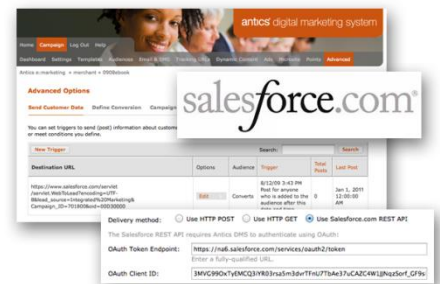 antics® digital marketing system
Home Campaign Log Out Help
Dashboard Settings Templates Audiences Email & SMS Tracking URLs Dynamic Content Ads Points Advanced
Antics e-marketing » merchant » 0908ebook
Advanced Options
Send Customer Data Define Conversion Campaign
You can set triggers to send (post) information about custome
or meet conditions you define.
New Trigger
Search:
Search
Destination URL
Options
Audience
Trigger
Total Posts
Last Post
https://www.salesforce.com/servlet
/servlet.WebToLead?encoding=UTF-
8&lead_source=Integrated%20Marketing&
Edit
Converts
8/12/09 3:43 PM
Post for anyone
who is added to the
audience after this
0
Jan 1, 2011
12:00:00
AM
salesforce.com®
Delivery method: Use HTTP POST Use HTTP GET Use Salesforce.com REST API
The Salesforce REST API requires Antics DMS to authenticate using OAuth:
OAuth Token Endpoint: https://na6.salesforce.com/services/oauth2/token
Enter a fully-qualified URL.
OAuth Client ID: